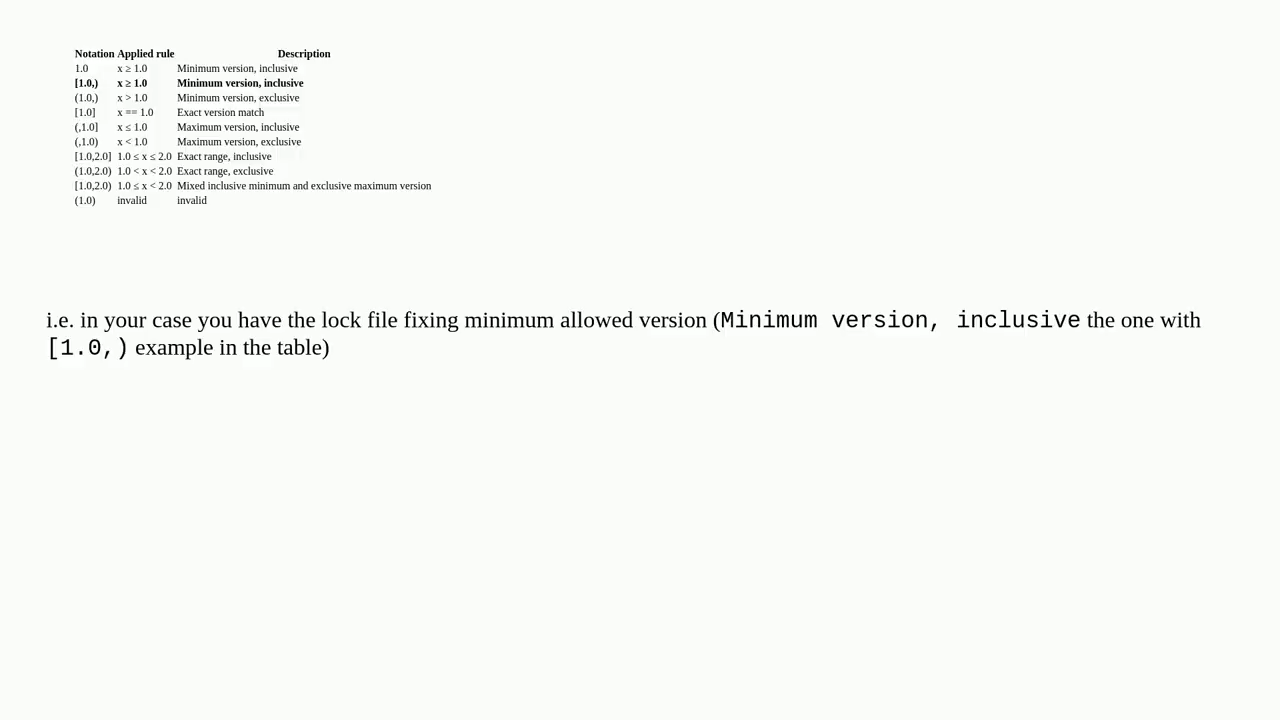 Notation Applied rule Description
1.0 x ≥ 1.0 Minimum version, inclusive
[1.0,) x ≥ 1.0 Minimum version, inclusive
(1.0,) x > 1.0 Minimum version, exclusive
[1.0] x == 1.0 Exact version match
(,1.0] x ≤ 1.0 Maximum version, inclusive
(,1.0) x < 1.0 Maximum version, exclusive
[1.0,2.0] 1.0 ≤ x ≤ 2.0 Exact range, inclusive
(1.0,2.0) 1.0 < x < 2.0 Exact range, exclusive
[1.0,2.0) 1.0 ≤ x < 2.0 Mixed inclusive minimum and exclusive maximum version
(1.0) invalid invalid
i.e. in your case you have the lock file fixing minimum allowed version (Minimum version, inclusive the one with
[1.0,) example in the table)